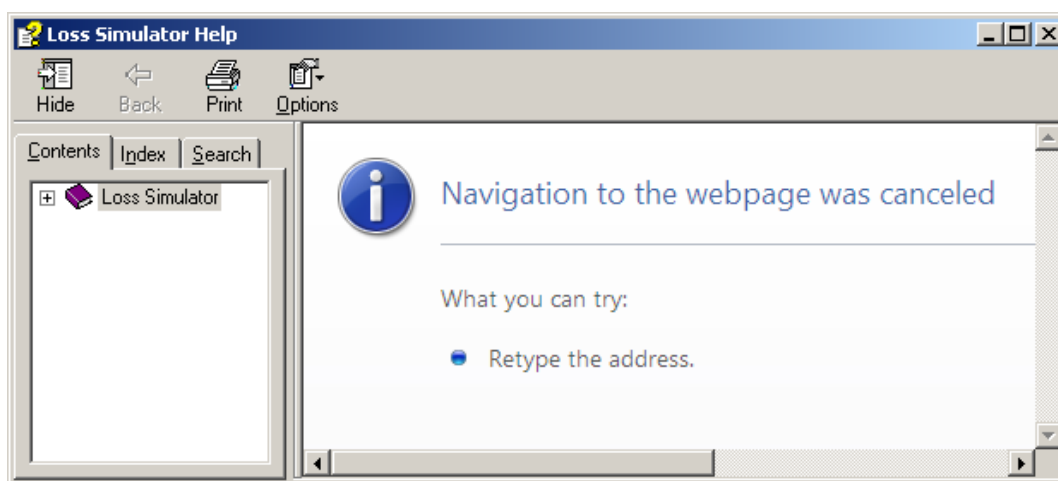 Loss Simulator Help
Hide Back Print Options
Contents Index Search
Loss Simulator
Navigation to the webpage was canceled
What you can try:
Retype the address.